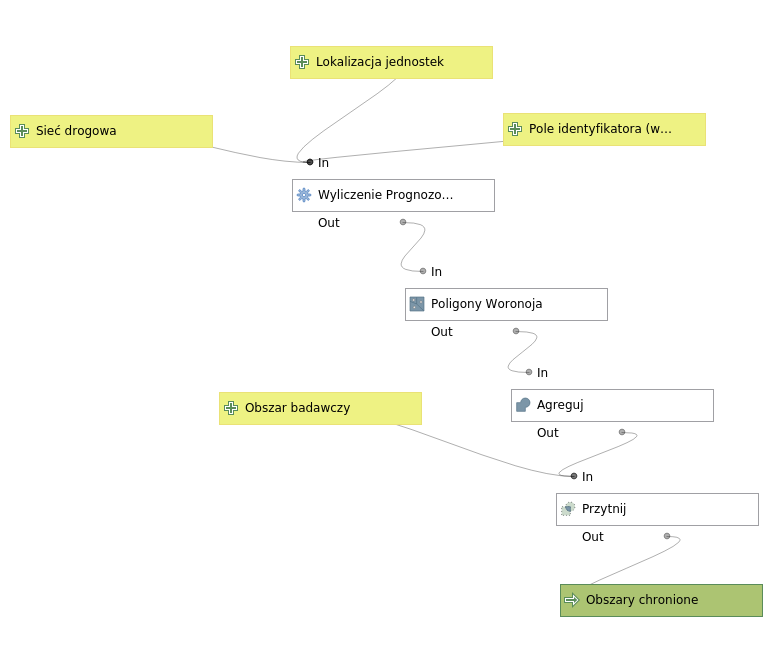 Lokalizacja jednostek
Sieć drogowa
Pole identyfikatora (w…
In
Wyliczenie Prognozo…
Out
In
Poligony Woronoja
Out
In
Obszar badawczy
Agreguj
Out
In
Przytnij
Out
Obszary chronione